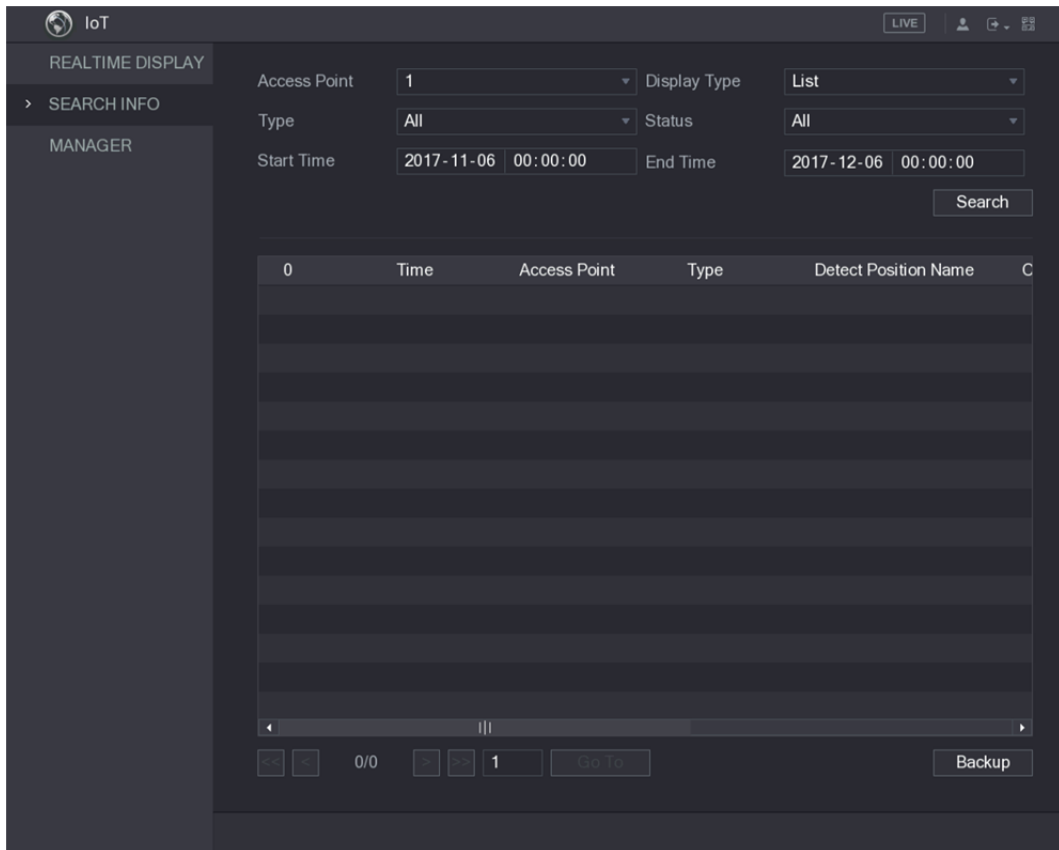 IoT LIVE
REALTIME DISPLAY
SEARCH INFO
MANAGER
Access Point 1 Display Type List
Type All Status All
Start Time 2017-11-06 00:00:00 End Time 2017-12-06 00:00:00
Search
0 Time Access Point Type Detect Position Name C
<< < 0/0 > >> 1 Go To Backup